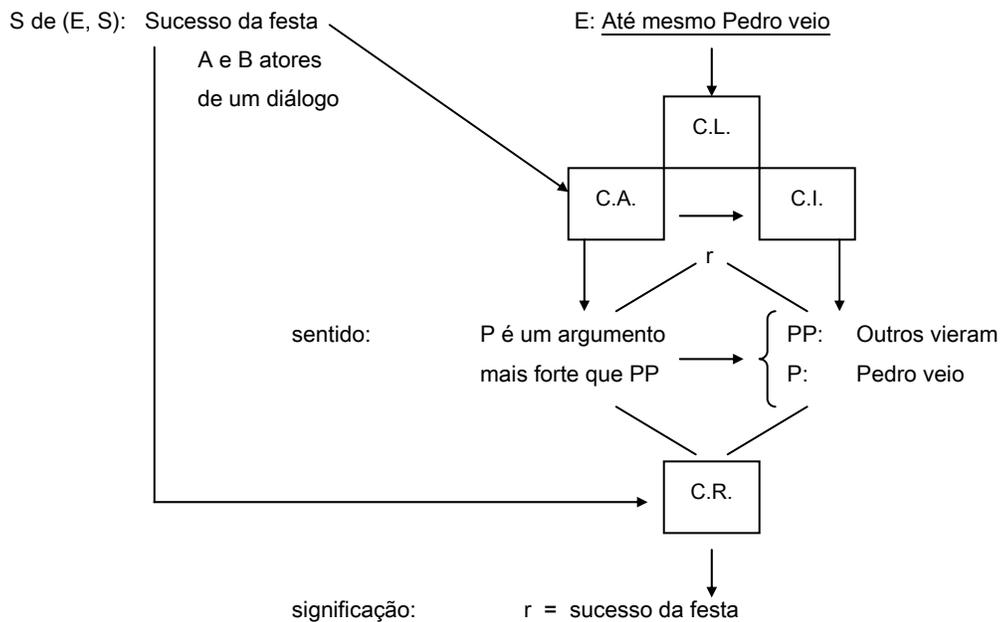 S de (E, S): Sucesso da festa
E: Até mesmo Pedro veio
A e B atores
de um diálogo
C.L.
C.A.
C.I.
r
sentido:
P é um argumento
mais forte que PP
PP: Outros vieram
P: Pedro veio
C.R.
significação: r = sucesso da festa